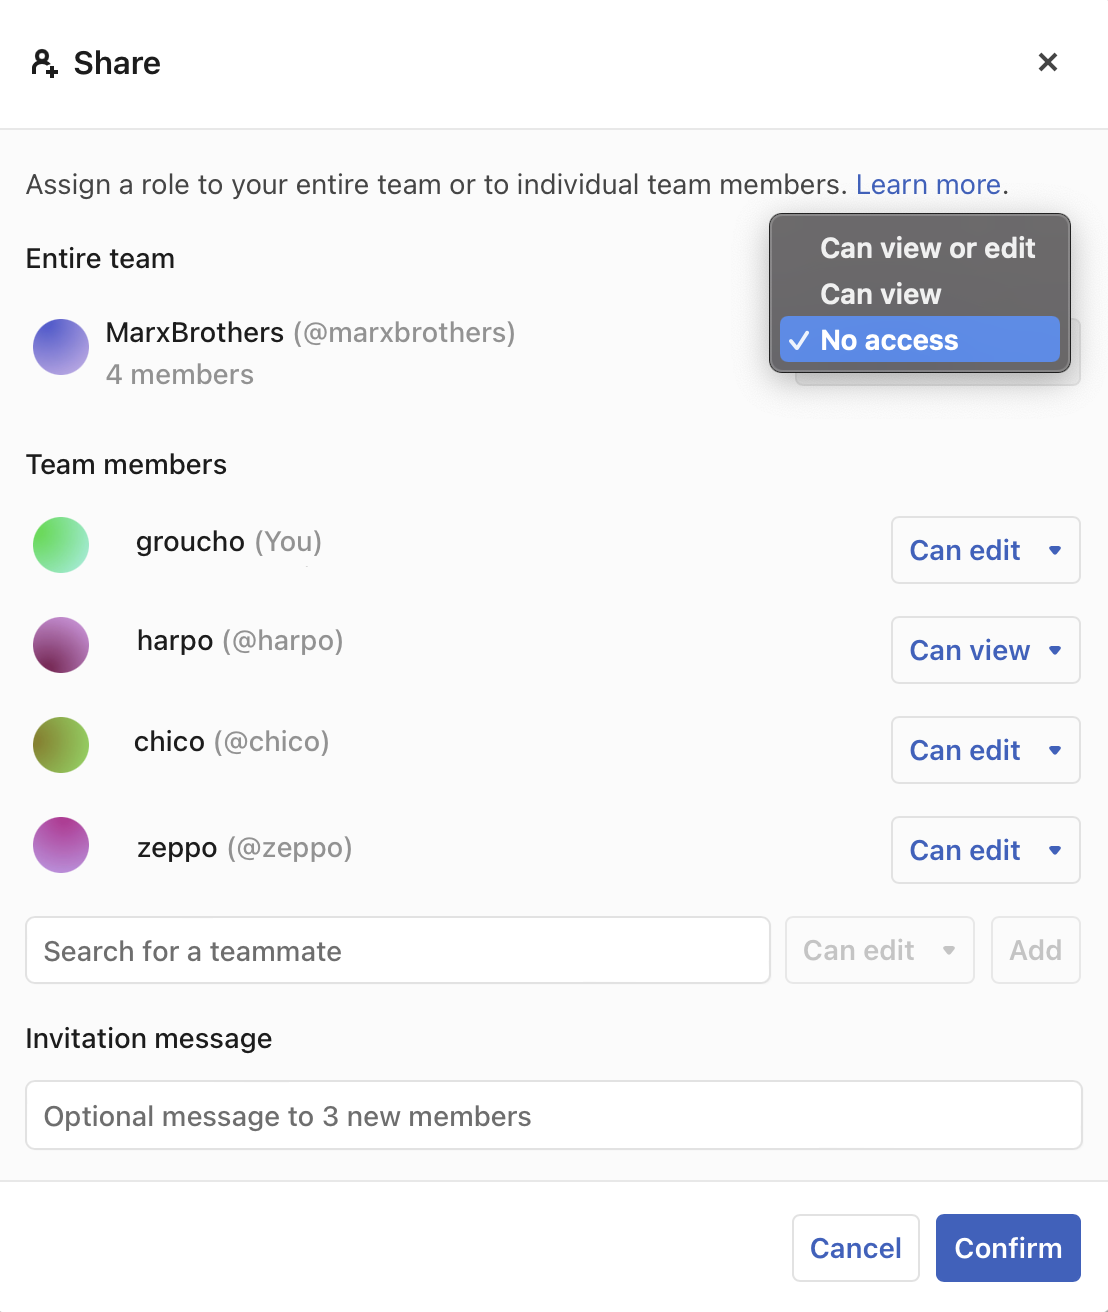 Share
Assign a role to your entire team or to individual team members. Learn more.
Entire team
Can view or edit
Can view
✓ No access
MarxBrothers (@marxbrothers)
4 members
Team members
groucho (You)
Can edit
harpo (@harpo)
Can view
chico (@chico)
Can edit
zeppo (@zeppo)
Can edit
Search for a teammate
Can edit
Add
Invitation message
Optional message to 3 new members
Cancel
Confirm